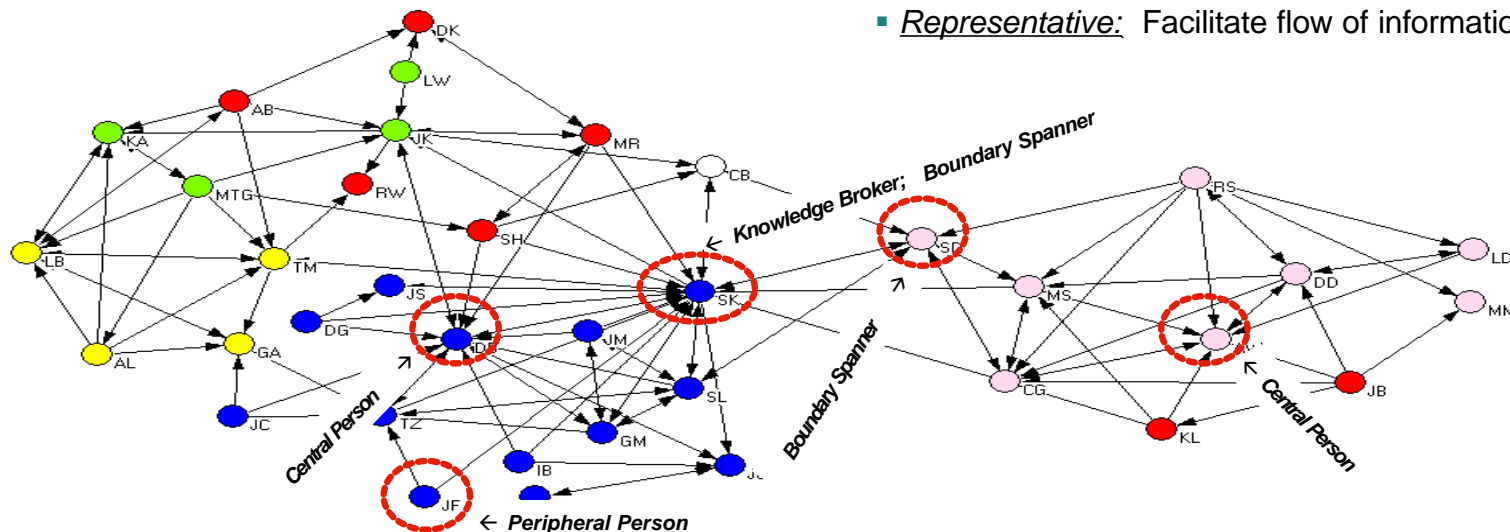 ▪ Representative: Facilitate flow of informatio
DK
LW
AB
KA
JK
MR
CB
RS
MTG
RW
SH
← Knowledge Broker; Boundary Spanner
LB
TM
LD
DD
JS
SK
MS
MM
DG
JM
GA
AL
CG
JB
SL
JC
TZ
GM
KL
IB
JF
Central Person →
Boundary Spanner →
← Central Person
← Peripheral Person